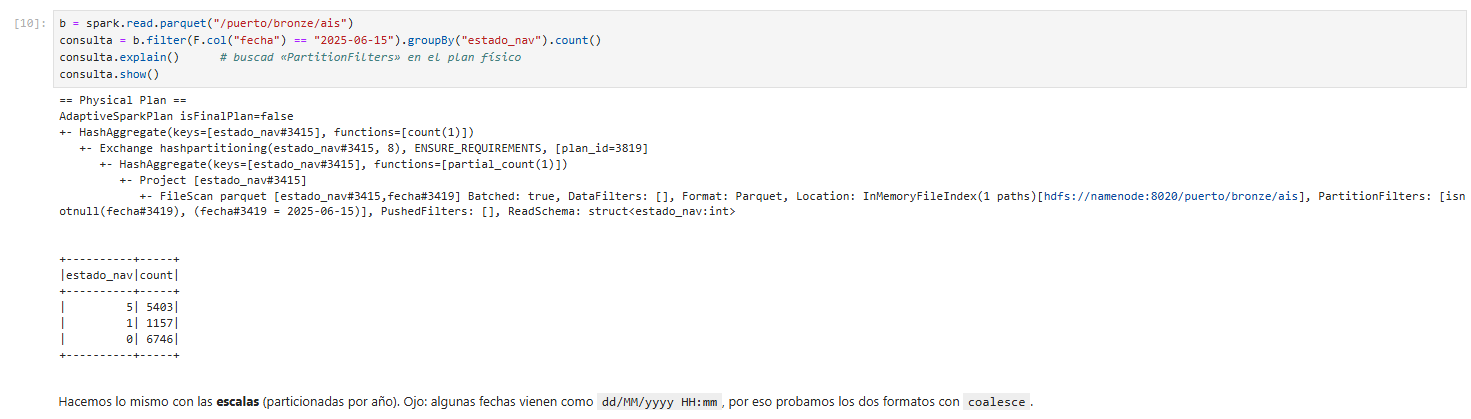 [10]: b = spark.read.parquet("/puerto/bronze/ais")
consulta = b.filter(F.col("fecha") == "2025-06-15").groupBy("estado_nav").count()
consulta.explain()      # buscad «PartitionFilters» en el plan físico
consulta.show()
== Physical Plan ==
AdaptiveSparkPlan isFinalPlan=false
+- HashAggregate(keys=[estado_nav#3415], functions=[count(1)])
   +- Exchange hashpartitioning(estado_nav#3415, 8), ENSURE_REQUIREMENTS, [plan_id=3819]
      +- HashAggregate(keys=[estado_nav#3415], functions=[partial_count(1)])
         +- Project [estado_nav#3415]
            +- FileScan parquet [estado_nav#3415,fecha#3419] Batched: true, DataFilters: [], Format: Parquet, Location: InMemoryFileIndex(1 paths)[hdfs://namenode:8020/puerto/bronze/ais], PartitionFilters: [isn
otnull(fecha#3419), (fecha#3419 = 2025-06-15)], PushedFilters: [], ReadSchema: struct<estado_nav:int>
+----------+-----+
|estado_nav|count|
+----------+-----+
|         5| 5403|
|         1| 1157|
|         0| 6746|
+----------+-----+
Hacemos lo mismo con las escalas (particionadas por año). Ojo: algunas fechas vienen como dd/MM/yyyy HH:mm, por eso probamos los dos formatos con coalesce.